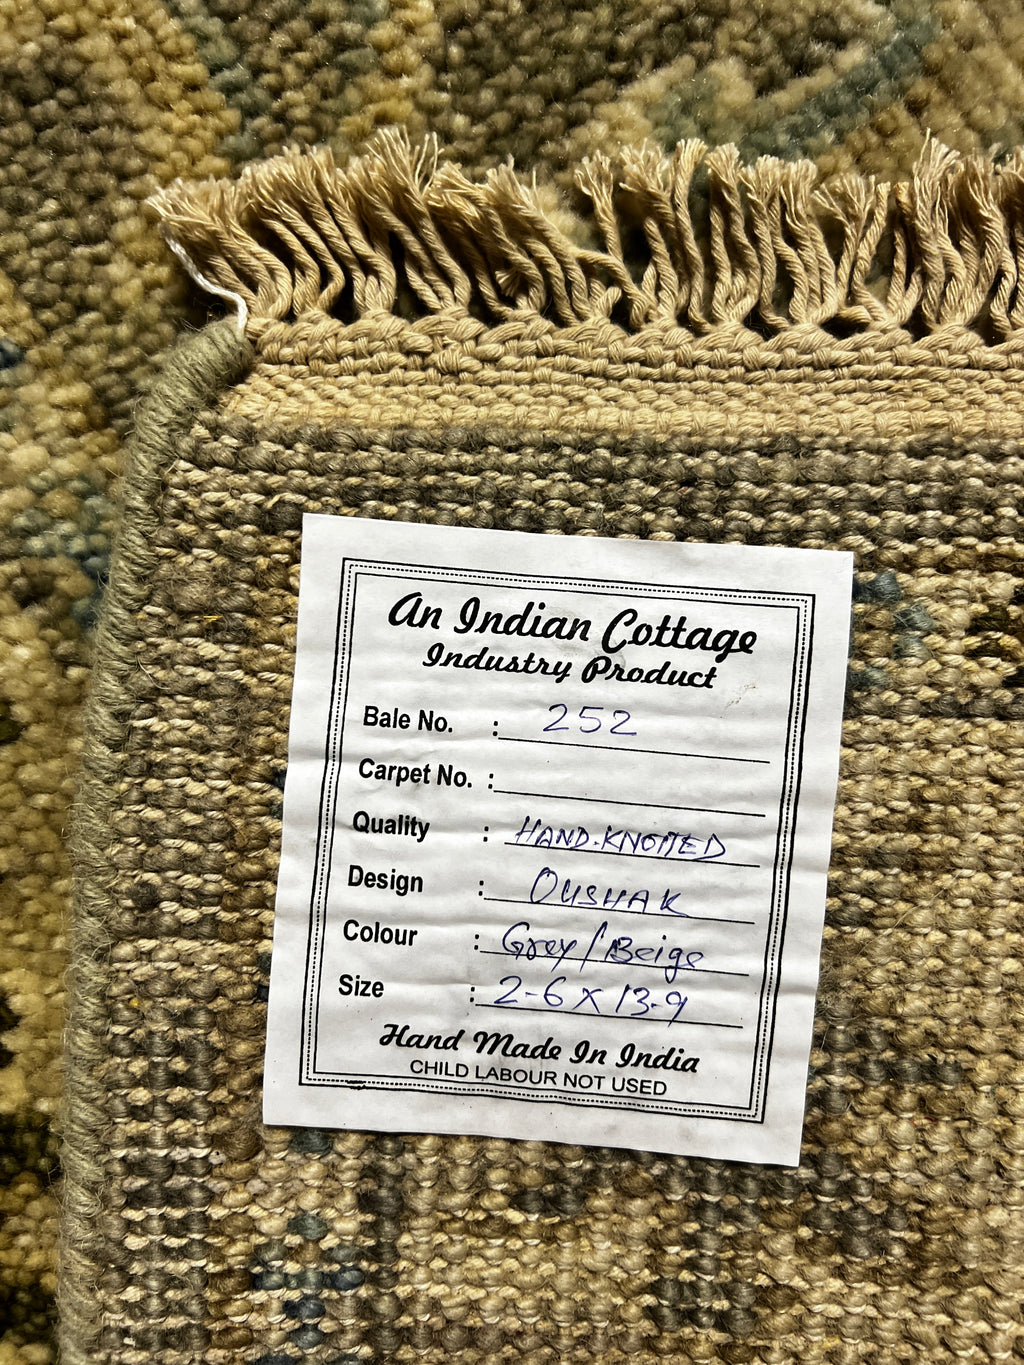 An Indian Cottage
Industry Product
Bale No. : 252
Carpet No. :
Quality : HAND-KNOTTED
Design : OUSHAK
Colour : Grey/Beige
Size : 2-6 x 13-9
Hand Made In India
CHILD LABOUR NOT USED